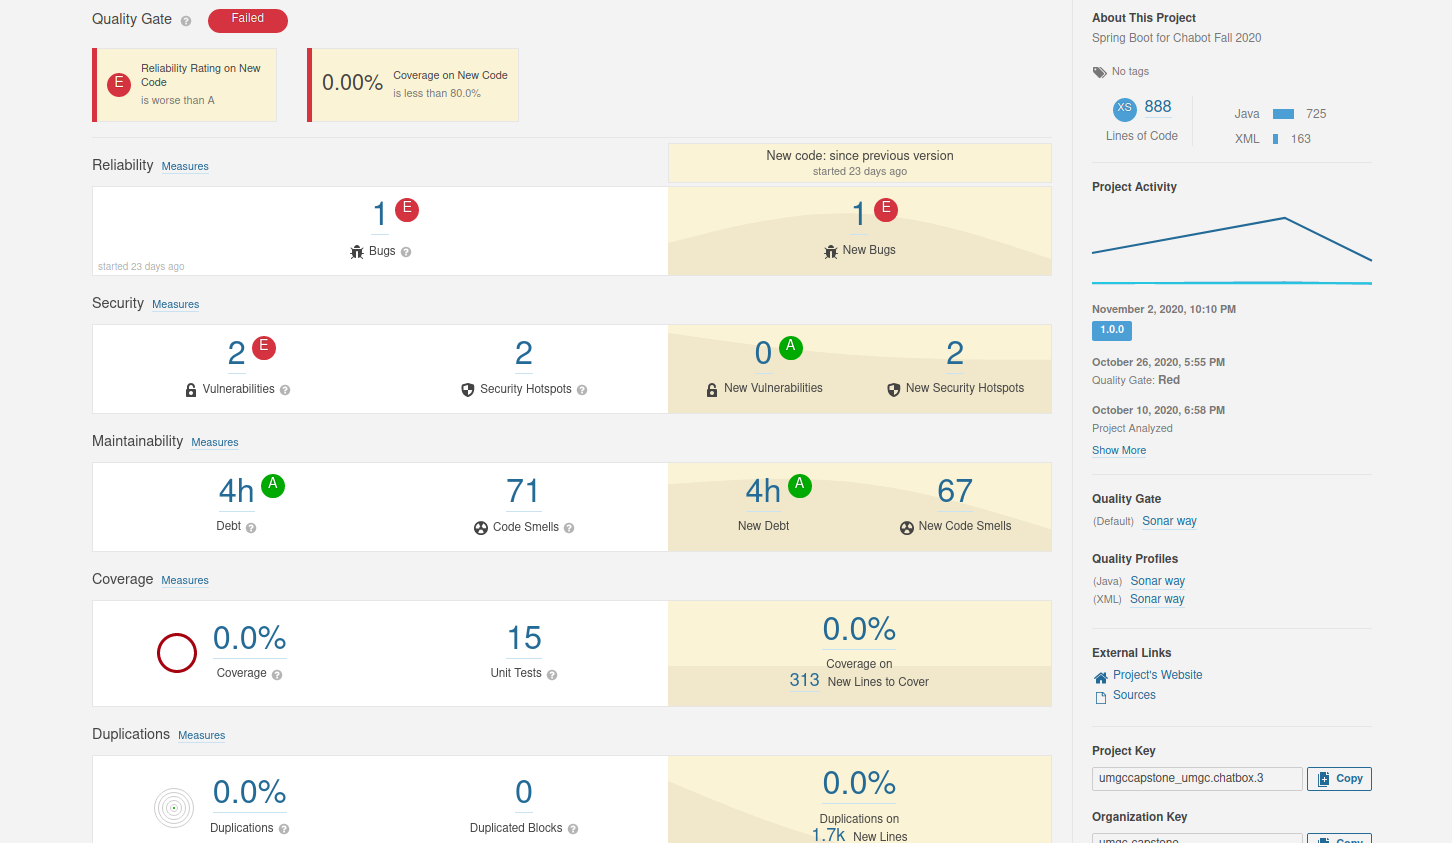 Quality Gate ? Failed
E Reliability Rating on New
Code
is worse than A
0.00% Coverage on New Code
is less than 80.0%
Reliability Measures
New code: since previous version
started 23 days ago
1 E
Bugs ?
started 23 days ago
1 E
New Bugs
Security Measures
2 E
Vulnerabilities ?
2
Security Hotspots ?
0 A
New Vulnerabilities
2
New Security Hotspots
Maintainability Measures
4h A
Debt ?
71
Code Smells ?
4h A
New Debt
67
New Code Smells
Coverage Measures
0.0%
Coverage ?
15
Unit Tests ?
0.0%
Coverage on
313 New Lines to Cover
Duplications Measures
0.0%
Duplications ?
0
Duplicated Blocks ?
0.0%
Duplications on
1.7k New Lines
About This Project
Spring Boot for Chabot Fall 2020
No tags
XS 888
Lines of Code
Java 725
XML 163
Project Activity
November 2, 2020, 10:10 PM
1.0.0
October 26, 2020, 5:55 PM
Quality Gate: Red
October 10, 2020, 6:58 PM
Project Analyzed
Show More
Quality Gate
(Default) Sonar way
Quality Profiles
(Java) Sonar way
(XML) Sonar way
External Links
Project's Website
Sources
Project Key
umgccapstone_umgc.chatbox.3 Copy
Organization Key
umgc-capstone Copy